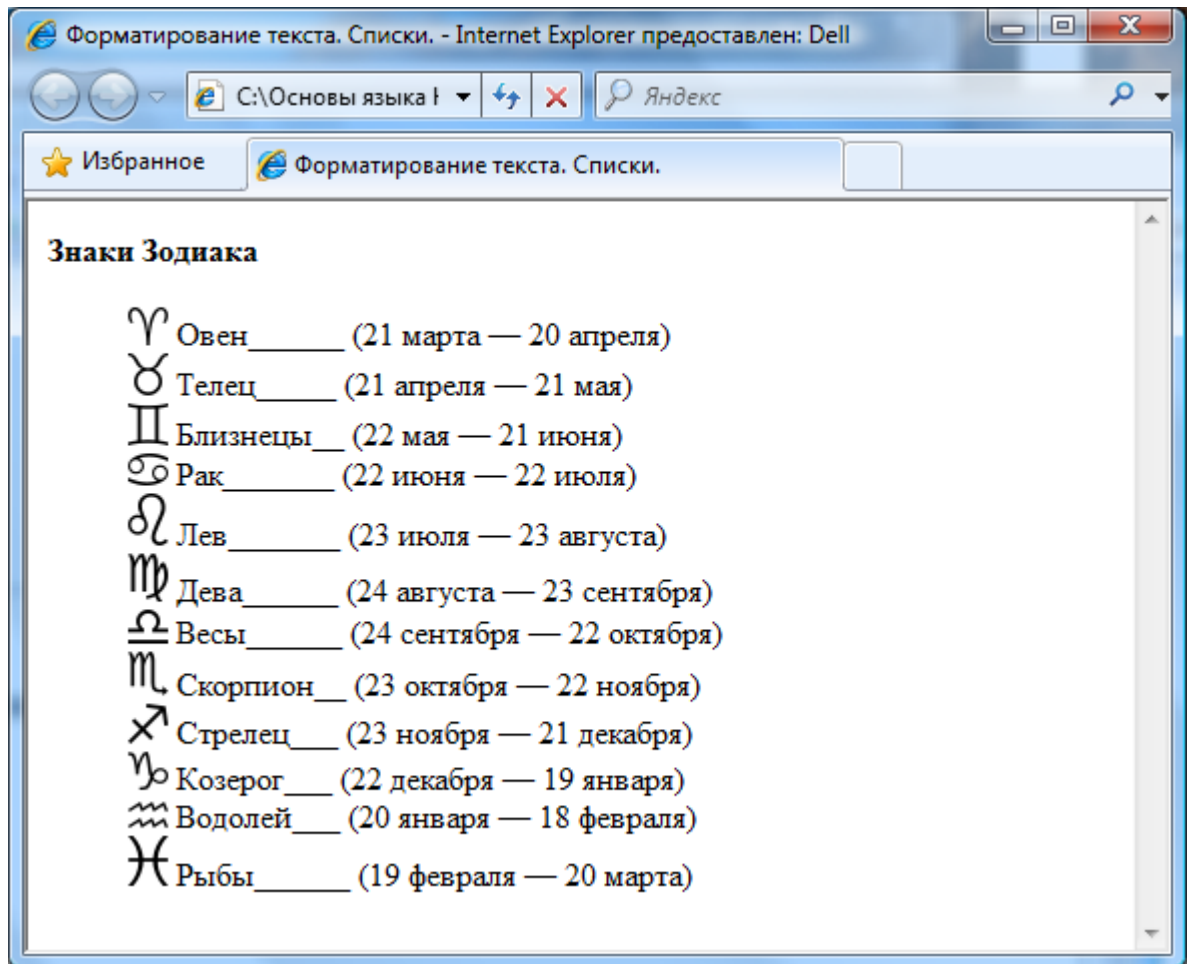 Форматирование текста. Списки. - Internet Explorer предоставлен: Dell
C:\Основы языка Яндекс
Избранное Форматирование текста. Списки.
Знаки Зодиака
♈ Овен______ (21 марта — 20 апреля)
♉ Телец_____ (21 апреля — 21 мая)
♊ Близнецы__ (22 мая — 21 июня)
♋ Рак_______ (22 июня — 22 июля)
♌ Лев_______ (23 июля — 23 августа)
♍ Дева______ (24 августа — 23 сентября)
♎ Весы______ (24 сентября — 22 октября)
♏ Скорпион__ (23 октября — 22 ноября)
♐ Стрелец___ (23 ноября — 21 декабря)
♑ Козерог___ (22 декабря — 19 января)
♒ Водолей___ (20 января — 18 февраля)
♓ Рыбы______ (19 февраля — 20 марта)